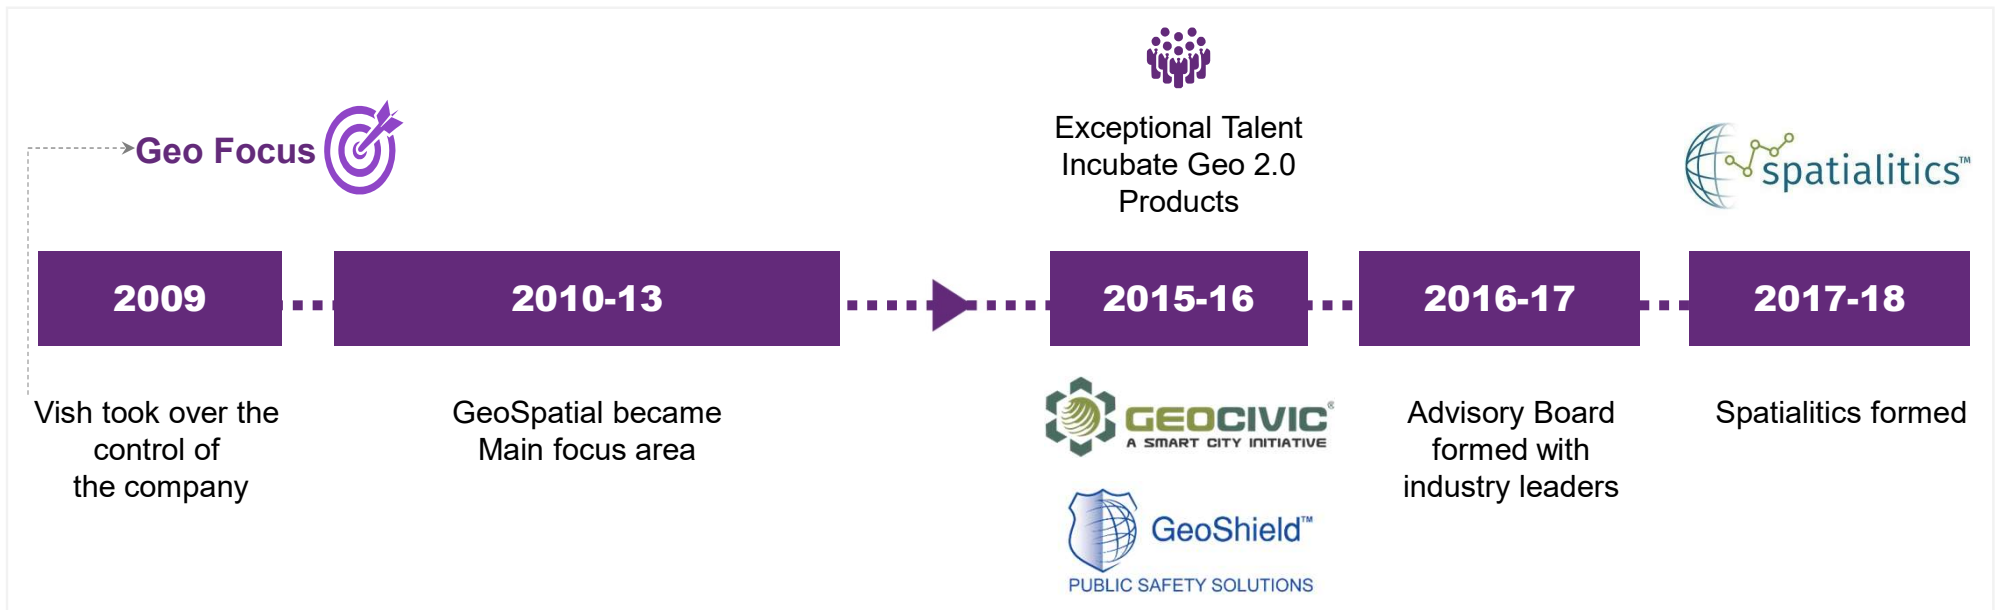 Geo Focus
Exceptional Talent
Incubate Geo 2.0
Products
spatialitics™
2009
2010-13
2015-16
2016-17
2017-18
Vish took over the
control of
the company
GeoSpatial became
Main focus area
GEOCIVIC®
A SMART CITY INITIATIVE
GeoShield™
PUBLIC SAFETY SOLUTIONS
Advisory Board
formed with
industry leaders
Spatialitics formed